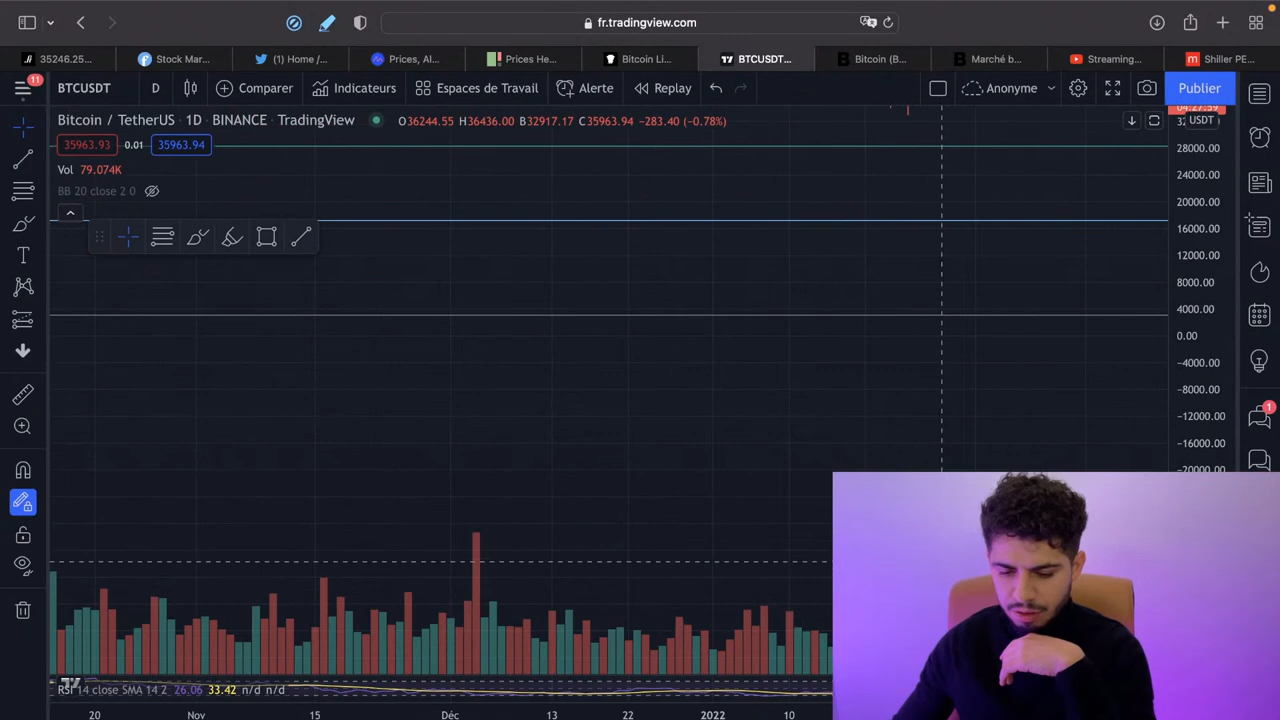 fr.tradingview.com
35246.25...
Stock Mar...
(1) Home /...
Prices, Al...
Prices He...
Bitcoin Li...
BTCUSDT...
Bitcoin (B...
Marché b...
Streaming...
Shiller PE...
11
BTCUSDT
D
Comparer
Indicateurs
Espaces de Travail
Alerte
Replay
Anonyme
Publier
Bitcoin / TetherUS · 1D · BINANCE · TradingView
O36244.55 H36436.00 B32917.17 C35963.94 −283.40 (−0.78%)
USDT
35963.93
0.01
35963.94
28000.00
Vol 79.074K
24000.00
BB 20 close 2 0
20000.00
16000.00
12000.00
8000.00
4000.00
0.00
−4000.00
−8000.00
−12000.00
−16000.00
−20000.00
1
RSI 14 close SMA 14 2 26.06 33.42 n/d n/d
20
Nov
15
Déc
13
22
2022
10